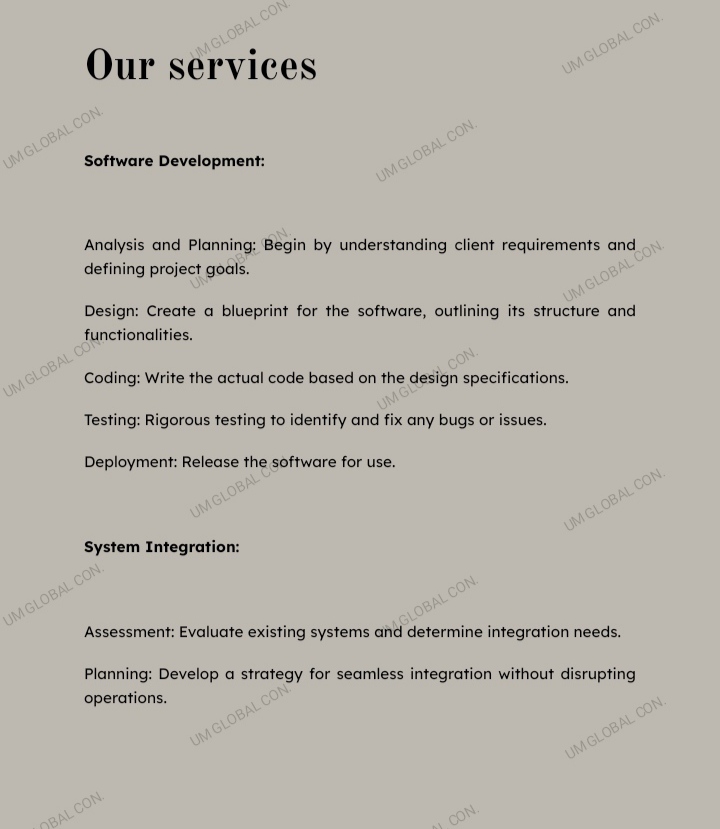 Our services
Software Development:
Analysis and Planning: Begin by understanding client requirements and
defining project goals.
Design: Create a blueprint for the software, outlining its structure and
functionalities.
Coding: Write the actual code based on the design specifications.
Testing: Rigorous testing to identify and fix any bugs or issues.
Deployment: Release the software for use.
System Integration:
Assessment: Evaluate existing systems and determine integration needs.
Planning: Develop a strategy for seamless integration without disrupting
operations.
UM GLOBAL CON.
UM GLOBAL CON.
UM GLOBAL CON.
UM GLOBAL CON.
UM GLOBAL CON.
UM GLOBAL CON.
UM GLOBAL CON.
UM GLOBAL CON.
UM GLOBAL CON.
UM GLOBAL CON.
UM GLOBAL CON.
UM GLOBAL CON.
UM GLOBAL CON.
UM GLOBAL CON.
GLOBAL CON.
CON.